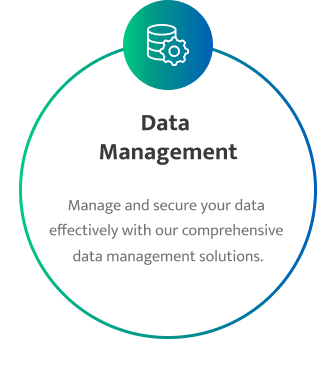 Data
Management
Manage and secure your data
effectively with our comprehensive
data management solutions.